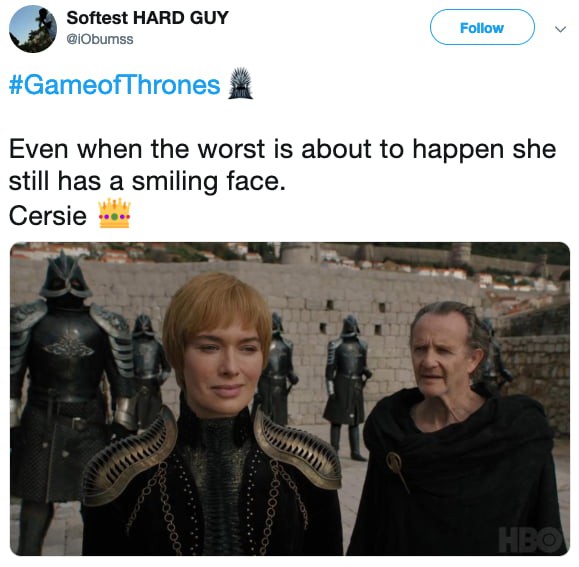 Softest HARD GUY
@iObumss
Follow
#GameofThrones
Even when the worst is about to happen she
still has a smiling face.
Cersie 👑
HBO